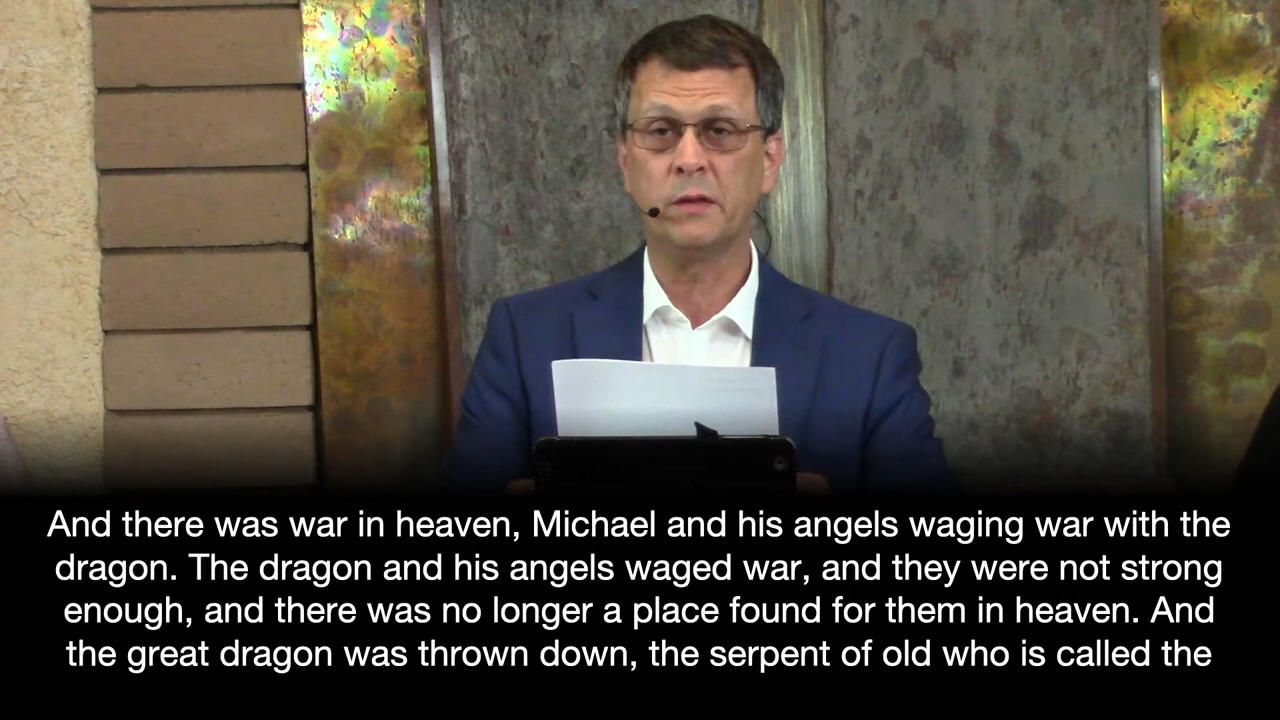 And there was war in heaven, Michael and his angels waging war with the
dragon. The dragon and his angels waged war, and they were not strong
enough, and there was no longer a place found for them in heaven. And
the great dragon was thrown down, the serpent of old who is called the